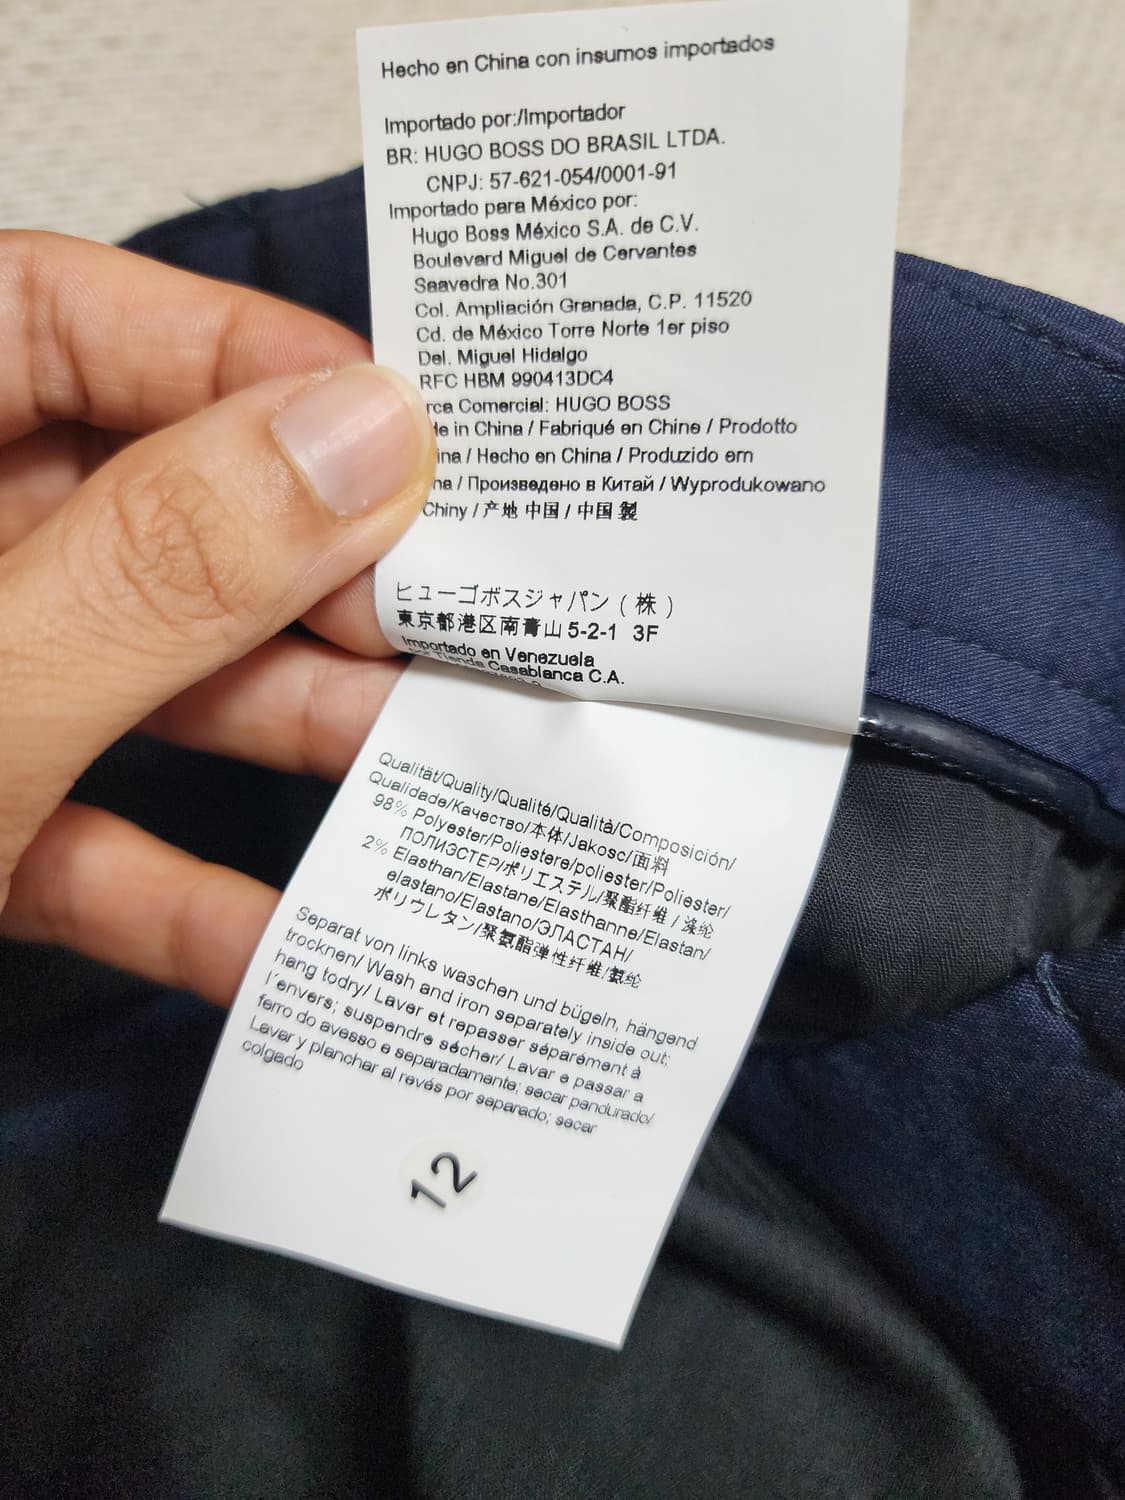 Hecho en China con insumos importados
Importado por:/Importador
BR: HUGO BOSS DO BRASIL LTDA.
CNPJ: 57-621-054/0001-91
Importado para México por:
Hugo Boss México S.A. de C.V.
Boulevard Miguel de Cervantes
Saavedra No.301
Col. Ampliación Granada, C.P. 11520
Cd. de México Torre Norte 1er piso
Del. Miguel Hidalgo
RFC HBM 990413DC4
rca Comercial: HUGO BOSS
de in China / Fabriqué en Chine / Prodotto
ina / Hecho en China / Produzido em
na / Произведено в Китай / Wyprodukowano
Chiny / 产地 中国 / 中国 製
ヒューゴボスジャパン (株)
東京都港区南青山 5-2-1 3F
Importado en Venezuela
por Tienda Casablanca C.A.
Qualität/Quality/Qualité/Qualità/Composición/
Qualidade/Качество/本体/Jakosc/面料
98% Polyester/Poliestere/poliester/Poliester/
ПОЛИЭСТЕР/ポリエステル/聚酯纤维 / 涤纶
2% Elasthan/Elastane/Elasthanne/Elastan/
elastano/Elastano/ЭЛАСТАН/
ポリウレタン/聚氨酯弹性纤维/氨纶
Separat von links waschen und bügeln, hängend
trocknen/ Wash and iron separately inside out;
hang todry/ Laver et repasser séparément à
l´envers; suspendre sécher/ Lavar e passar a
ferro do avesso e separadamente; secar pendurado/
Lavar y planchar al revés por separado; secar
colgado
12